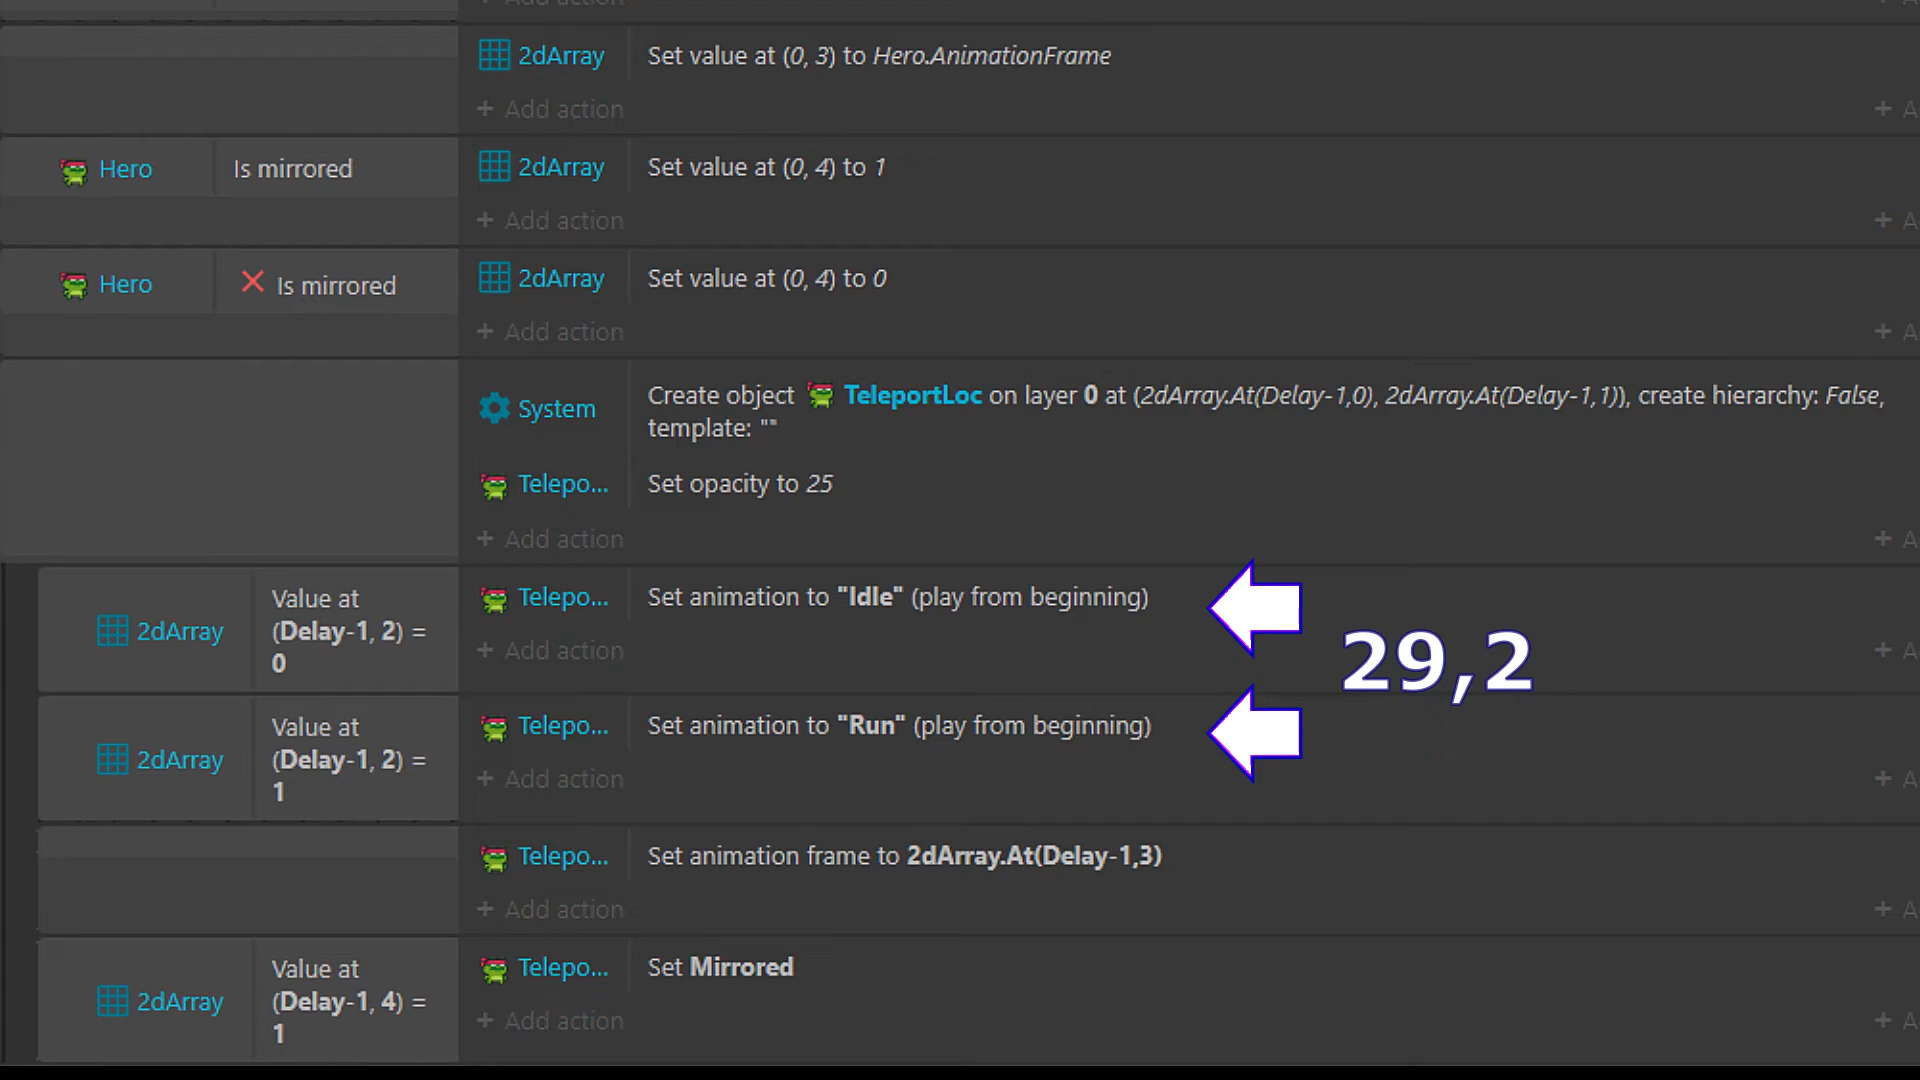 2dArray Set value at (0, 3) to Hero.AnimationFrame
+ Add action + A
Hero Is mirrored 2dArray Set value at (0, 4) to 1
+ Add action + A
Hero Is mirrored 2dArray Set value at (0, 4) to 0
+ Add action + A
System Create object TeleportLoc on layer 0 at (2dArray.At(Delay-1,0), 2dArray.At(Delay-1,1)), create hierarchy: False,
template: ""
Telepo... Set opacity to 25
+ Add action + A
2dArray Value at
(Delay-1, 2) =
0
Telepo... Set animation to "Idle" (play from beginning)
+ Add action + A
29,2
2dArray Value at
(Delay-1, 2) =
1
Telepo... Set animation to "Run" (play from beginning)
+ Add action + A
Telepo... Set animation frame to 2dArray.At(Delay-1,3)
+ Add action + A
2dArray Value at
(Delay-1, 4) =
1
Telepo... Set Mirrored
+ Add action + A